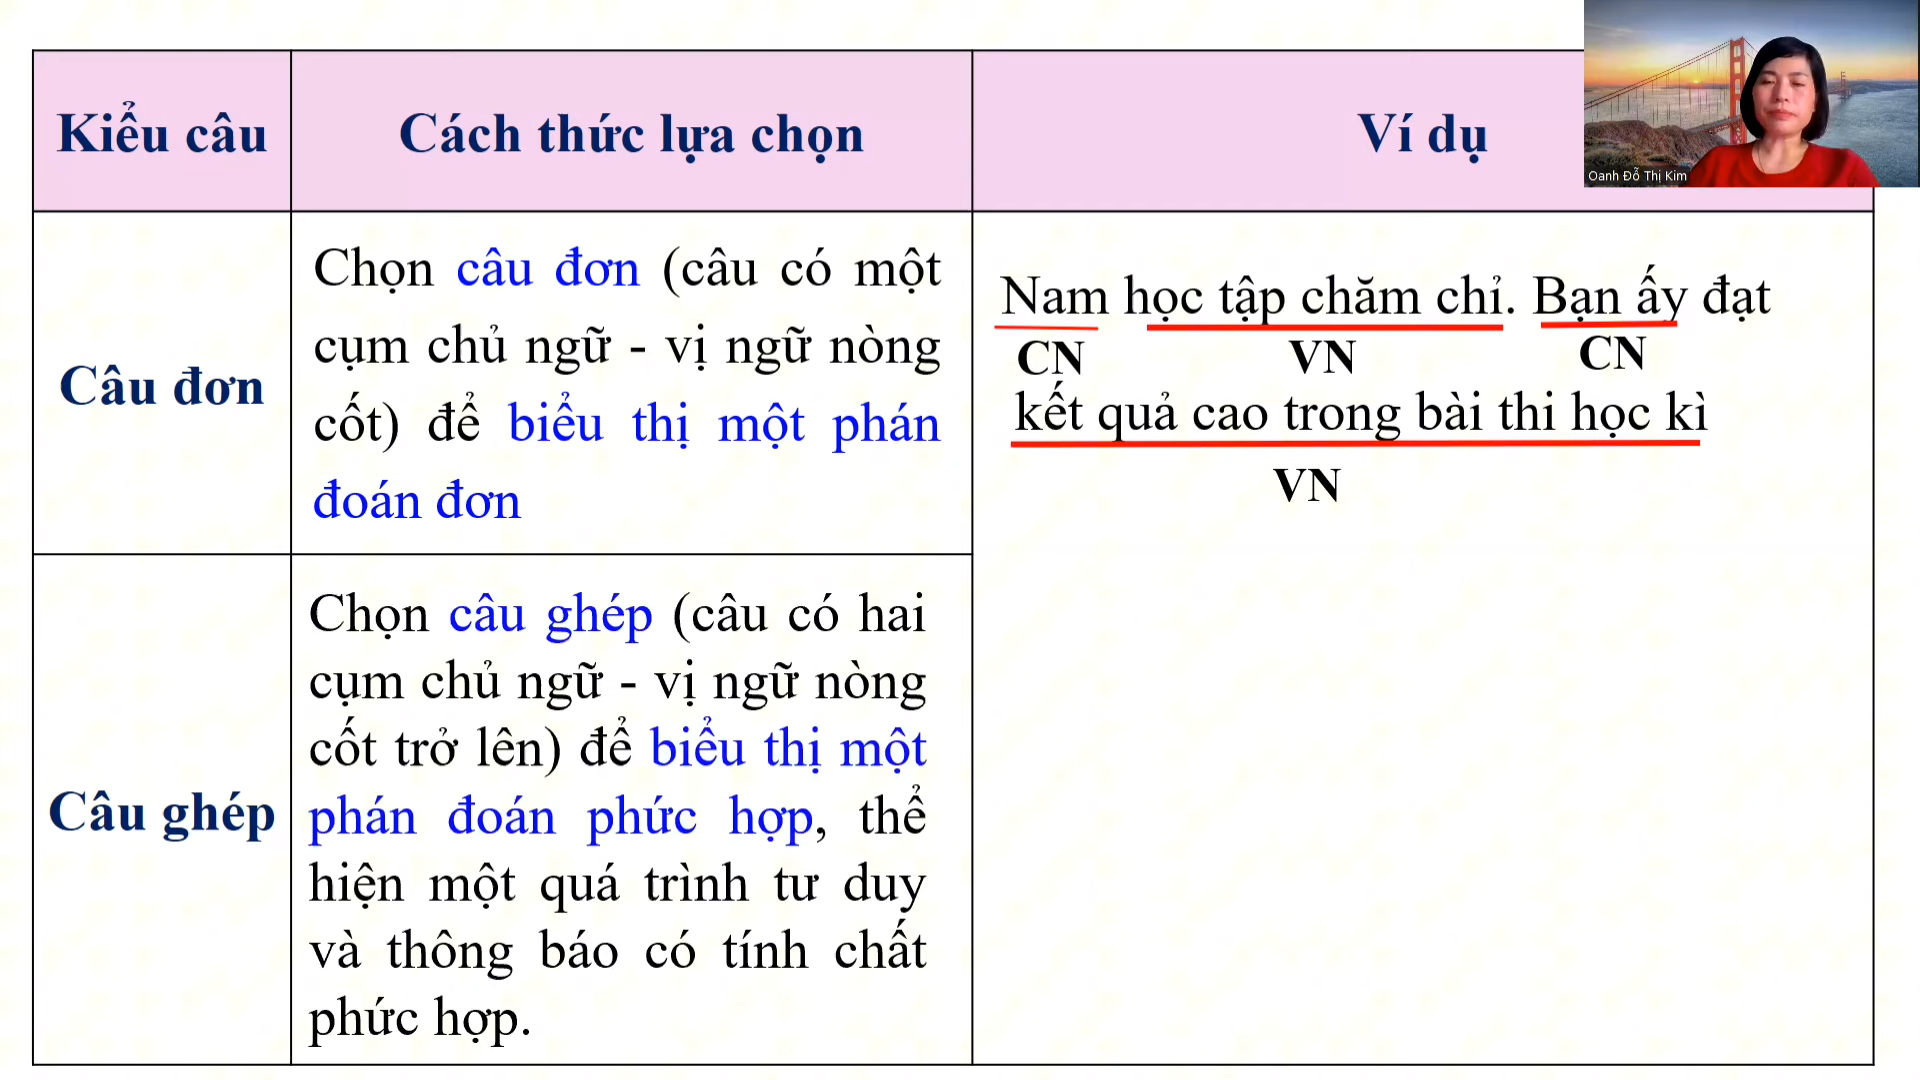 Kiểu câu
Cách thức lựa chọn
Ví dụ
Oanh Đỗ Thị Kim
Câu đơn
Chọn câu đơn (câu có một
cụm chủ ngữ - vị ngữ nòng
cốt) để biểu thị một phán
đoán đơn
Nam học tập chăm chỉ. Bạn ấy đạt
CN VN CN
kết quả cao trong bài thi học kì
VN
Câu ghép
Chọn câu ghép (câu có hai
cụm chủ ngữ - vị ngữ nòng
cốt trở lên) để biểu thị một
phán đoán phức hợp, thể
hiện một quá trình tư duy
và thông báo có tính chất
phức hợp.